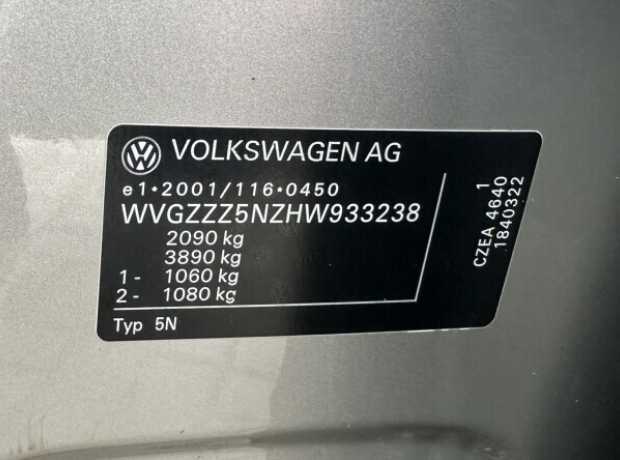 VOLKSWAGEN AG
e1*2001/116*0450
WVGZZZ5NZHW933238
2090 kg
3890 kg
1- 1060 kg
2- 1080 kg
Typ 5N
1
CZEA 4640
1840322